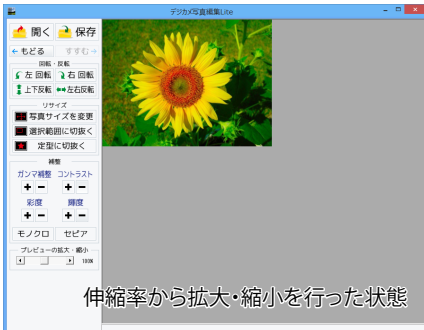 デジカメ写真編集Lite
開く 保存
←もどる すすむ→
回転・反転
左 回転 右 回転
上下反転 左右反転
リサイズ
写真サイズを変更
選択範囲に切抜く
定型に切抜く
補整
ガンマ補整 コントラスト
+ - + -
彩度 輝度
+ - + -
モノクロ セピア
プレビューの拡大・縮小
100%
伸縮率から拡大・縮小を行った状態